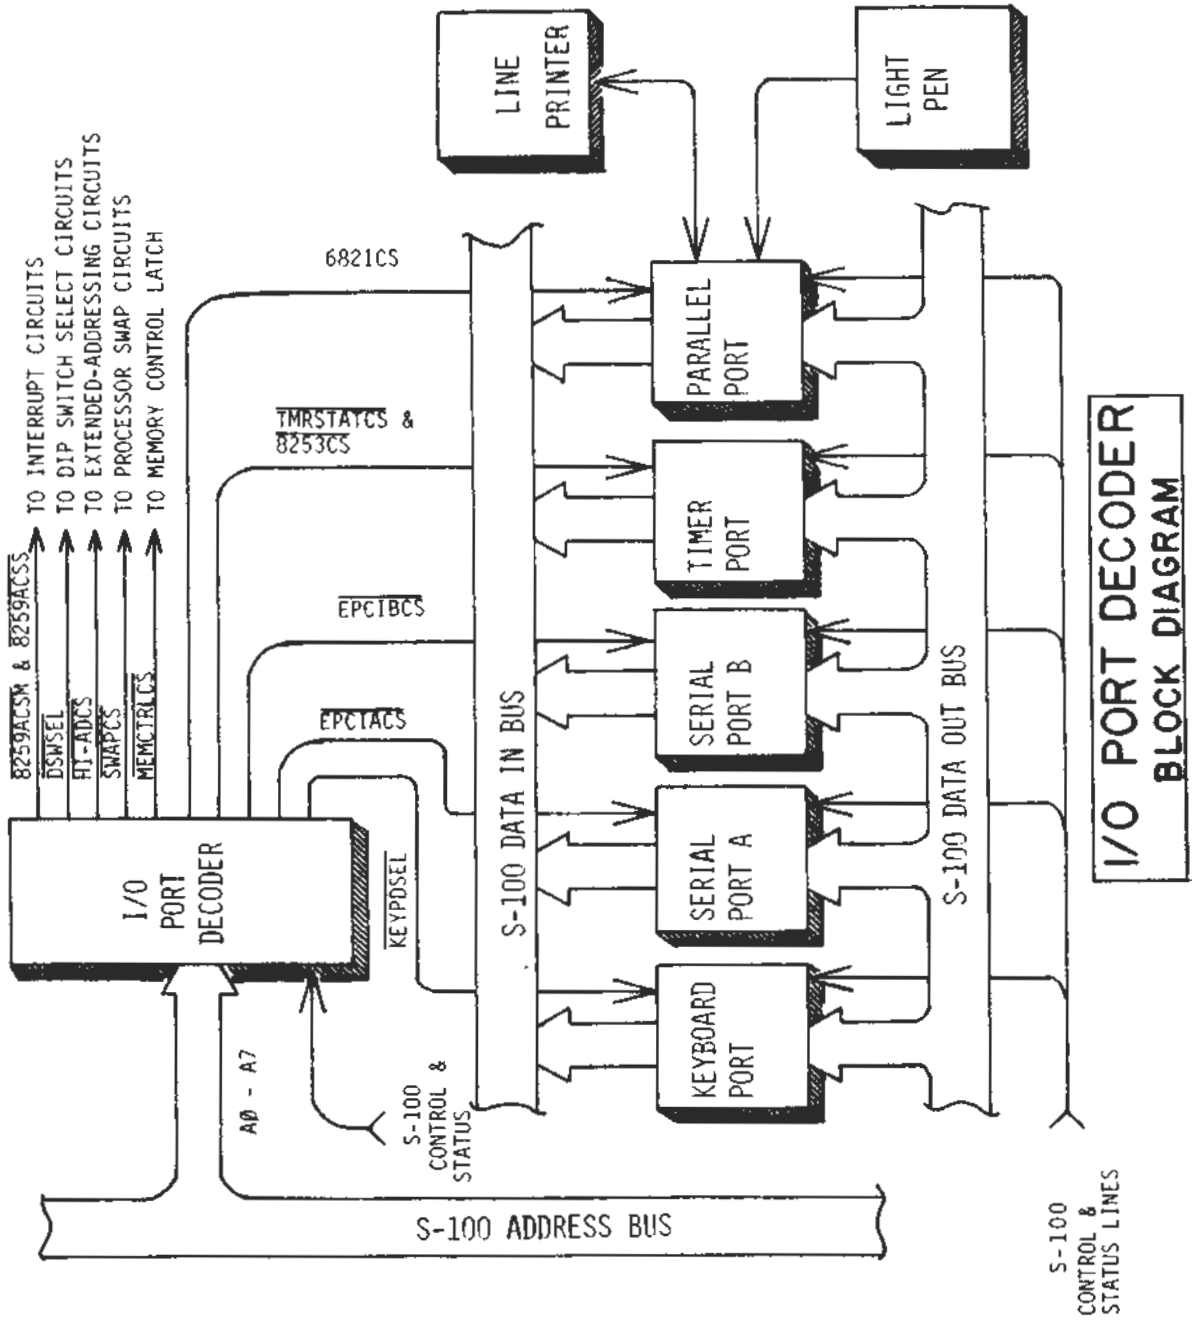 8259ACSM & 8259ACSS
TO INTERRUPT CIRCUITS
DSWSEL
TO DIP SWITCH SELECT CIRCUITS
HI-ADCS
TO EXTENDED-ADDRESSING CIRCUITS
SWAPCS
TO PROCESSOR SWAP CIRCUITS
MEMCTRLCS
TO MEMORY CONTROL LATCH
I/O
PORT
DECODER
A0 - A7
S-100
CONTROL &
STATUS
KEYPDSEL
EPCIACS
EPCIBCS
TMRSTATCS &
8253CS
6821CS
S-100 ADDRESS BUS
S-100 DATA IN BUS
LINE
PRINTER
KEYBOARD
PORT
SERIAL
PORT A
SERIAL
PORT B
TIMER
PORT
PARALLEL
PORT
LIGHT
PEN
S-100 DATA OUT BUS
S-100
CONTROL &
STATUS LINES
I/O PORT DECODER
BLOCK DIAGRAM